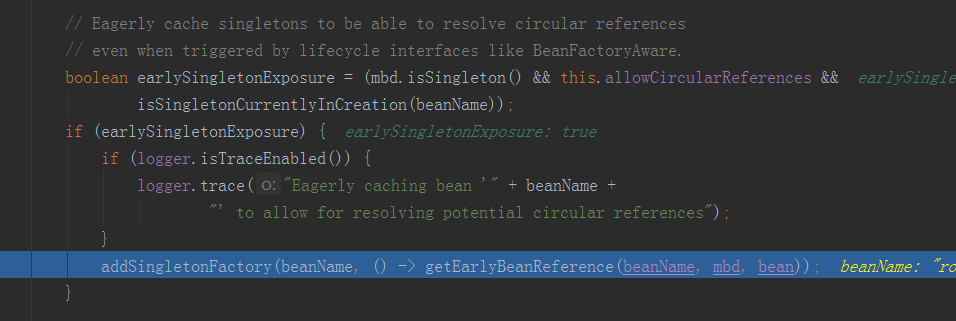 // Eagerly cache singletons to be able to resolve circular references
// even when triggered by lifecycle interfaces like BeanFactoryAware.
boolean earlySingletonExposure = (mbd.isSingleton() && this.allowCircularReferences && earlySingle
isSingletonCurrentlyInCreation(beanName));
if (earlySingletonExposure) { earlySingletonExposure: true
if (logger.isTraceEnabled()) {
logger.trace( o: "Eagerly caching bean '" + beanName +
"' to allow for resolving potential circular references");
}
addSingletonFactory(beanName, () -> getEarlyBeanReference(beanName, mbd, bean)); beanName: "ro
}